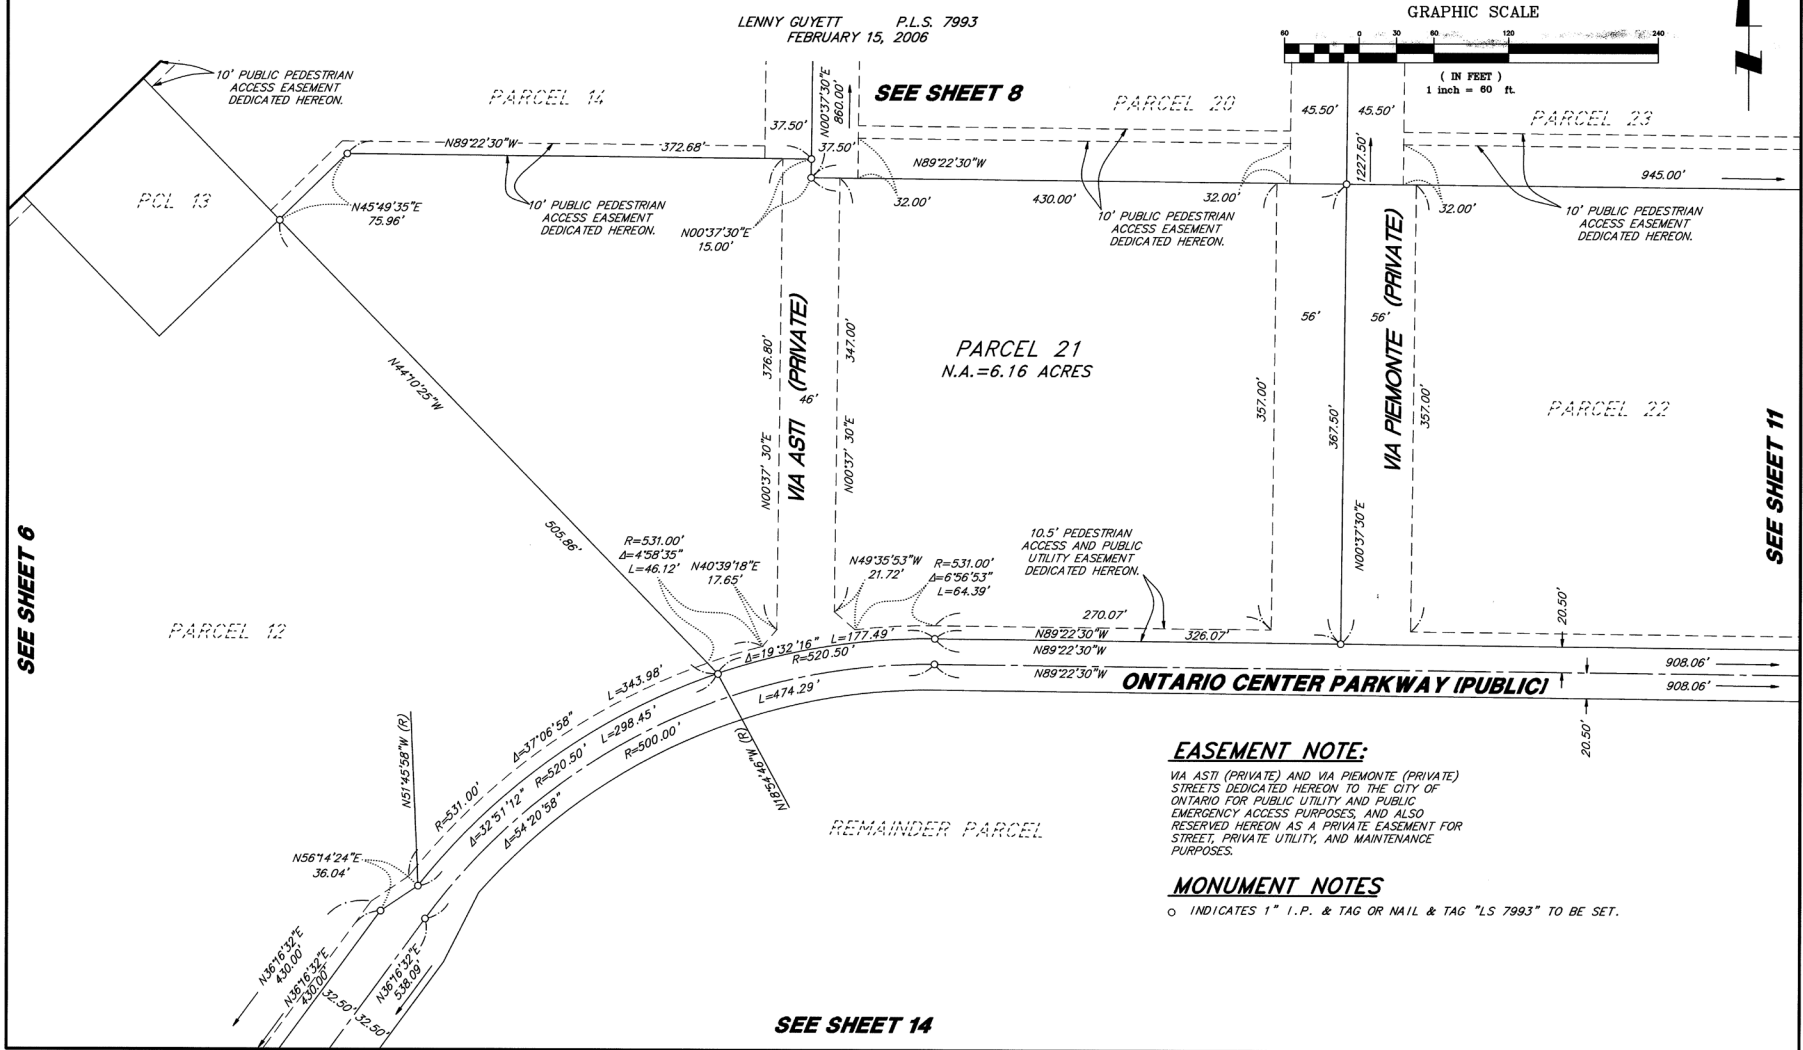 LENNY GUYETT P.L.S. 7993
FEBRUARY 15, 2006
GRAPHIC SCALE
60 0 30 60 120 240
( IN FEET )
1 inch = 60 ft.
10' PUBLIC PEDESTRIAN
ACCESS EASEMENT
DEDICATED HEREON.
PARCEL 14
N00°37'30"E
860.00'
SEE SHEET 8
PARCEL 20
45.50' 45.50'
PARCEL 23
37.50'
37.50'
N89°22'30"W
372.68'
N89°22'30"W
1227.50'
945.00'
PCL 13
N45°49'35"E
75.96'
10' PUBLIC PEDESTRIAN
ACCESS EASEMENT
DEDICATED HEREON.
N00°37'30"E
15.00'
32.00'
430.00'
32.00'
10' PUBLIC PEDESTRIAN
ACCESS EASEMENT
DEDICATED HEREON.
32.00'
10' PUBLIC PEDESTRIAN
ACCESS EASEMENT
DEDICATED HEREON.
N44°10'25"W
505.86'
376.80'
N00°37' 30"E
VIA ASTI (PRIVATE)
46'
347.00'
N00°37' 30"E
PARCEL 21
N.A.=6.16 ACRES
56'
56'
357.00'
367.50'
N00°37'30"E
VIA PIEMONTE (PRIVATE)
357.00'
PARCEL 22
SEE SHEET 11
SEE SHEET 6
PARCEL 12
R=531.00'
Δ=4°58'35"
L=46.12'
N40°39'18"E
17.65'
N49°35'53"W
21.72'
R=531.00'
Δ=6°56'53"
L=64.39'
10.5' PEDESTRIAN
ACCESS AND PUBLIC
UTILITY EASEMENT
DEDICATED HEREON.
270.07'
N89°22'30"W
326.07'
N89°22'30"W
N89°22'30"W
20.50'
20.50'
908.06'
908.06'
ONTARIO CENTER PARKWAY (PUBLIC)
Δ=19°32'16"
L=177.49'
R=520.50'
L=474.29'
L=343.98'
Δ=37°06'58"
R=531.00'
L=298.45'
R=520.50'
Δ=32°51'12"
R=500.00'
Δ=54°20'58"
N18°54'46"W (R)
N51°45'58"W (R)
N56°14'24"E
36.04'
REMAINDER PARCEL
N36°16'32"E
430.00'
N36°16'32"E
430.00'
N36°16'32"E
538.09'
32.50'
32.50'
EASEMENT NOTE:
VIA ASTI (PRIVATE) AND VIA PIEMONTE (PRIVATE)
STREETS DEDICATED HEREON TO THE CITY OF
ONTARIO FOR PUBLIC UTILITY AND PUBLIC
EMERGENCY ACCESS PURPOSES, AND ALSO
RESERVED HEREON AS A PRIVATE EASEMENT FOR
STREET, PRIVATE UTILITY, AND MAINTENANCE
PURPOSES.
MONUMENT NOTES
INDICATES 1" I.P. & TAG OR NAIL & TAG "LS 7993" TO BE SET.
SEE SHEET 14